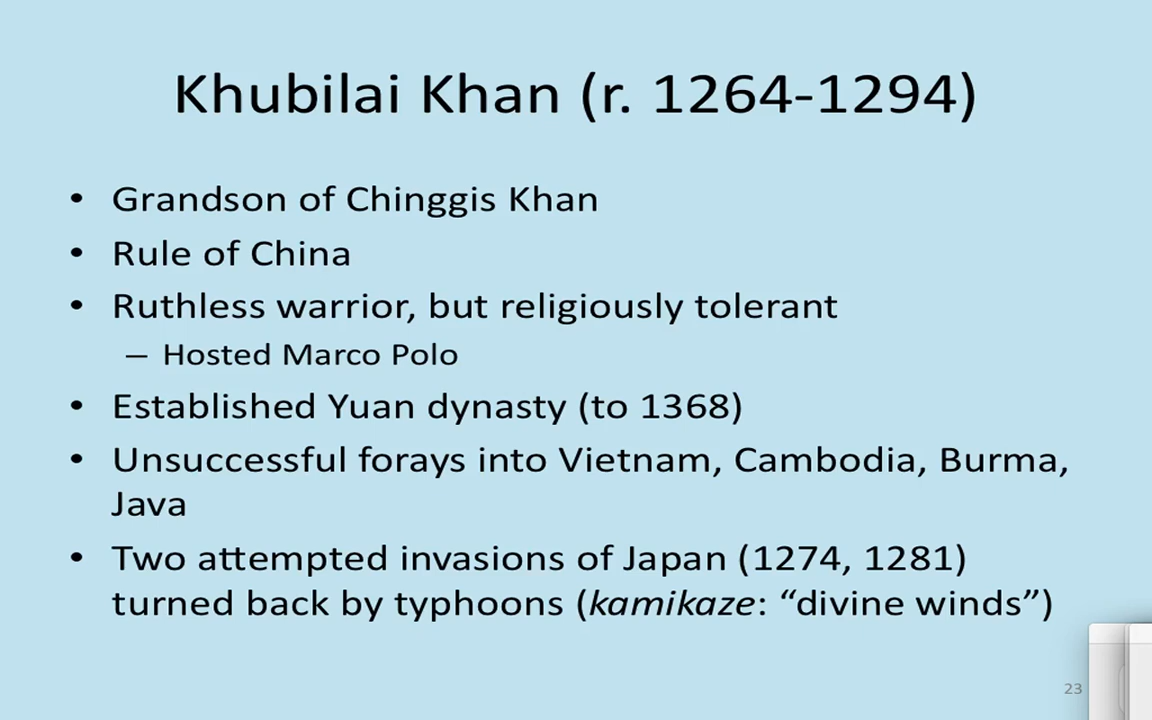 Khubilai Khan (r. 1264-1294)
• Grandson of Chinggis Khan
• Rule of China
• Ruthless warrior, but religiously tolerant
– Hosted Marco Polo
• Established Yuan dynasty (to 1368)
• Unsuccessful forays into Vietnam, Cambodia, Burma,
Java
• Two attempted invasions of Japan (1274, 1281)
turned back by typhoons (kamikaze: “divine winds”)
23